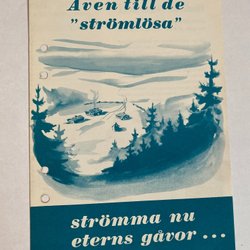 Även till de
"strömlösa"
strömma nu
eterns gåvor ...